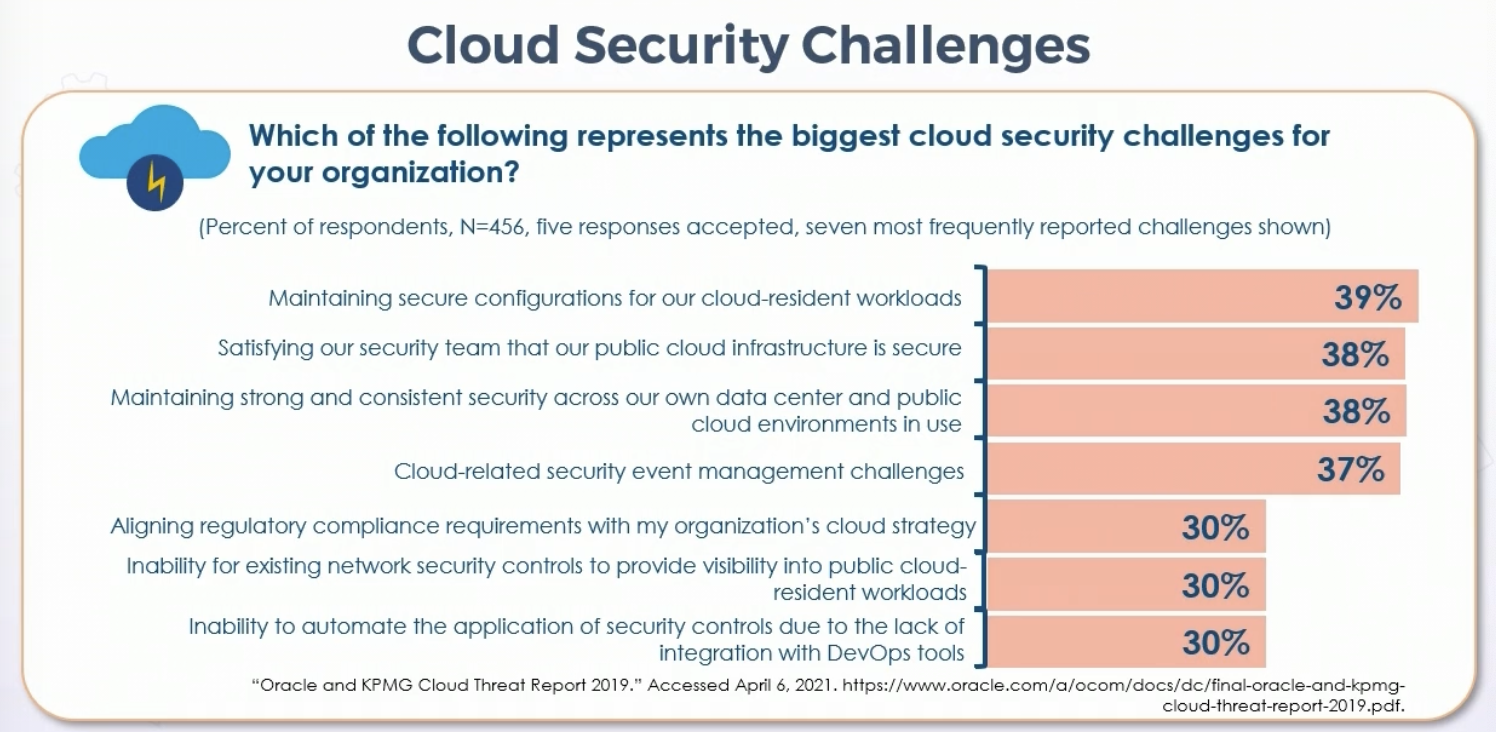 Cloud Security Challenges
Which of the following represents the biggest cloud security challenges for
your organization?
(Percent of respondents, N=456, five responses accepted, seven most frequently reported challenges shown)
Maintaining secure configurations for our cloud-resident workloads
39%
Satisfying our security team that our public cloud infrastructure is secure
38%
Maintaining strong and consistent security across our own data center and public
cloud environments in use
38%
Cloud-related security event management challenges
37%
Aligning regulatory compliance requirements with my organization’s cloud strategy
30%
Inability for existing network security controls to provide visibility into public cloud-
resident workloads
30%
Inability to automate the application of security controls due to the lack of
integration with DevOps tools
30%
“Oracle and KPMG Cloud Threat Report 2019.” Accessed April 6, 2021. https://www.oracle.com/a/ocom/docs/dc/final-oracle-and-kpmg-
cloud-threat-report-2019.pdf.